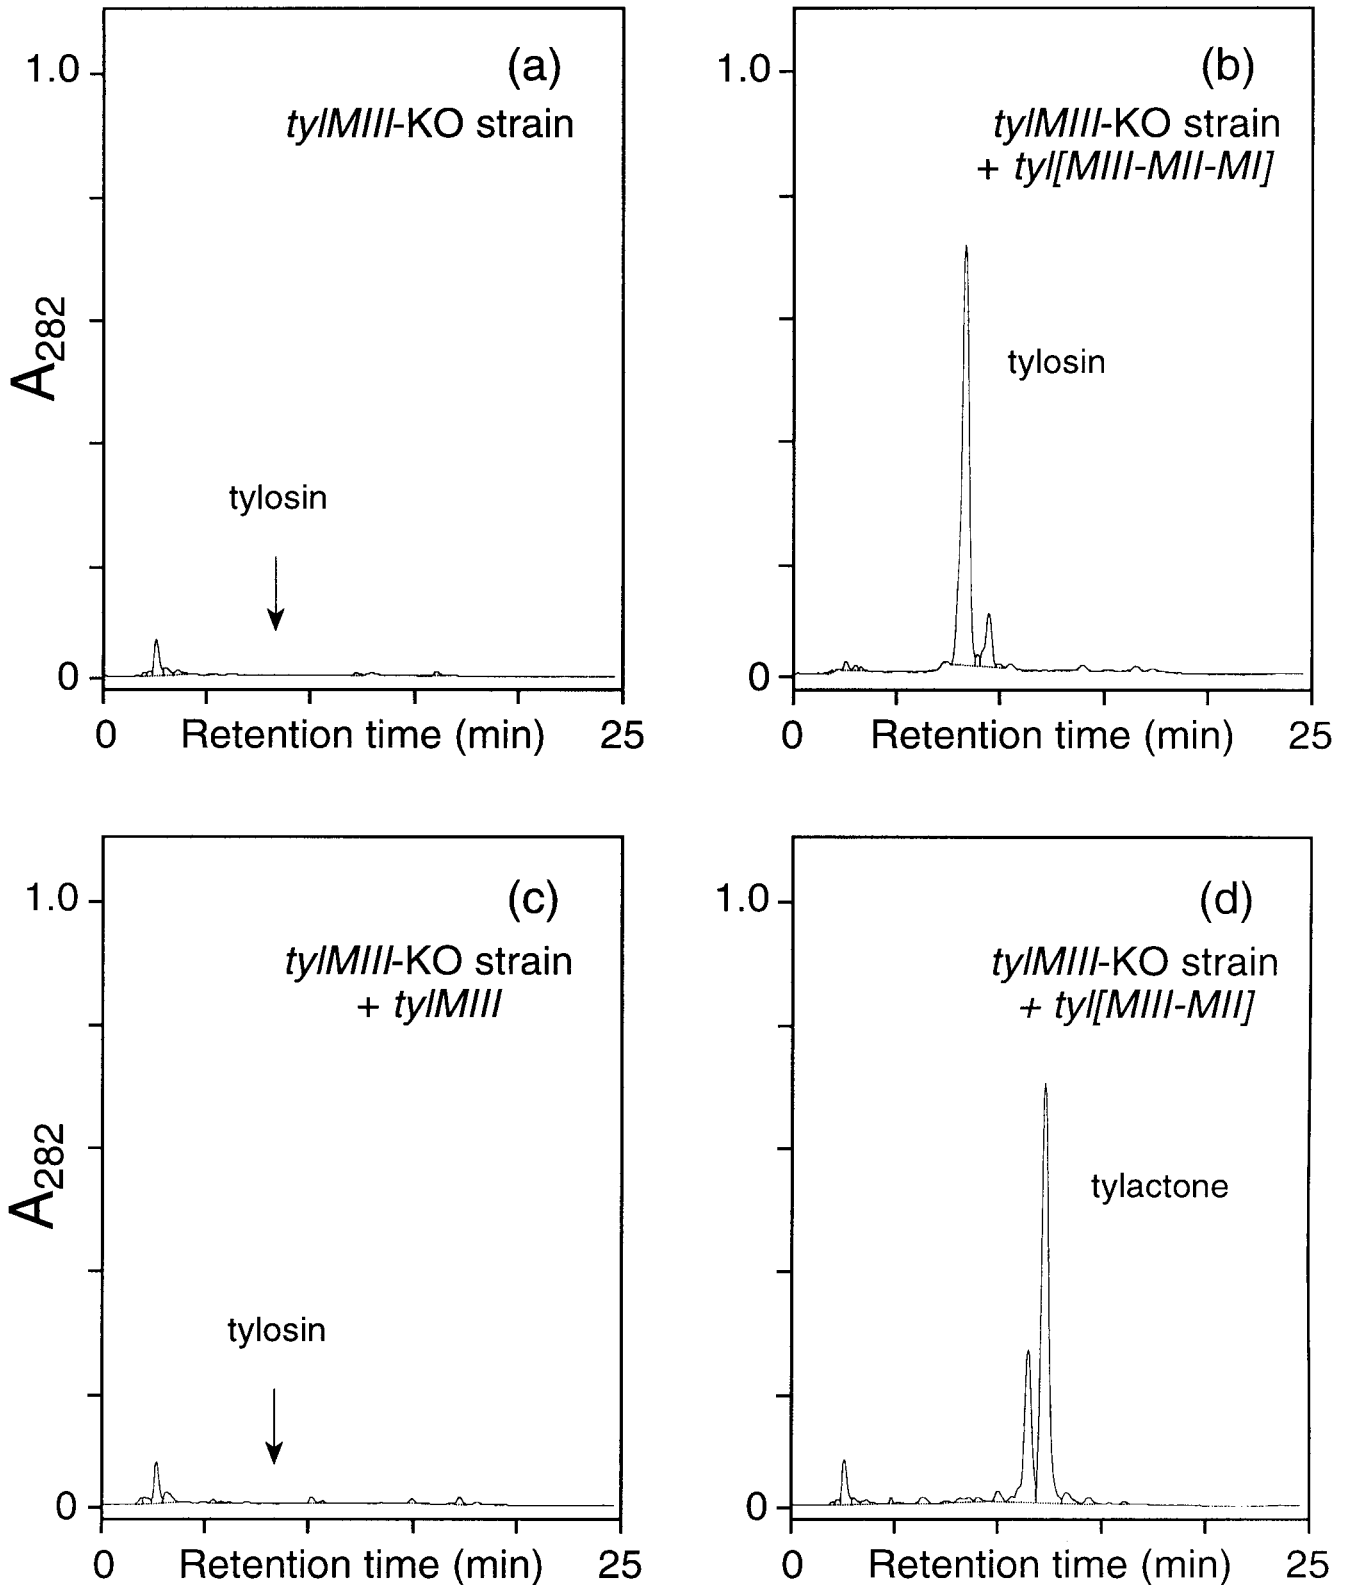 (a)
1.0
tylMIII-KO strain
A282
tylosin
0
0 Retention time (min) 25
(b)
1.0
tylMIII-KO strain
+ tyl[MIII-MII-MI]
tylosin
0
0 Retention time (min) 25
(c)
1.0
tylMIII-KO strain
+ tylMIII
A282
tylosin
0
0 Retention time (min) 25
(d)
1.0
tylMIII-KO strain
+ tyl[MIII-MII]
tylactone
0
0 Retention time (min) 25